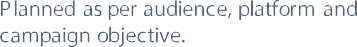 Planned as per audience, platform and
campaign objective.